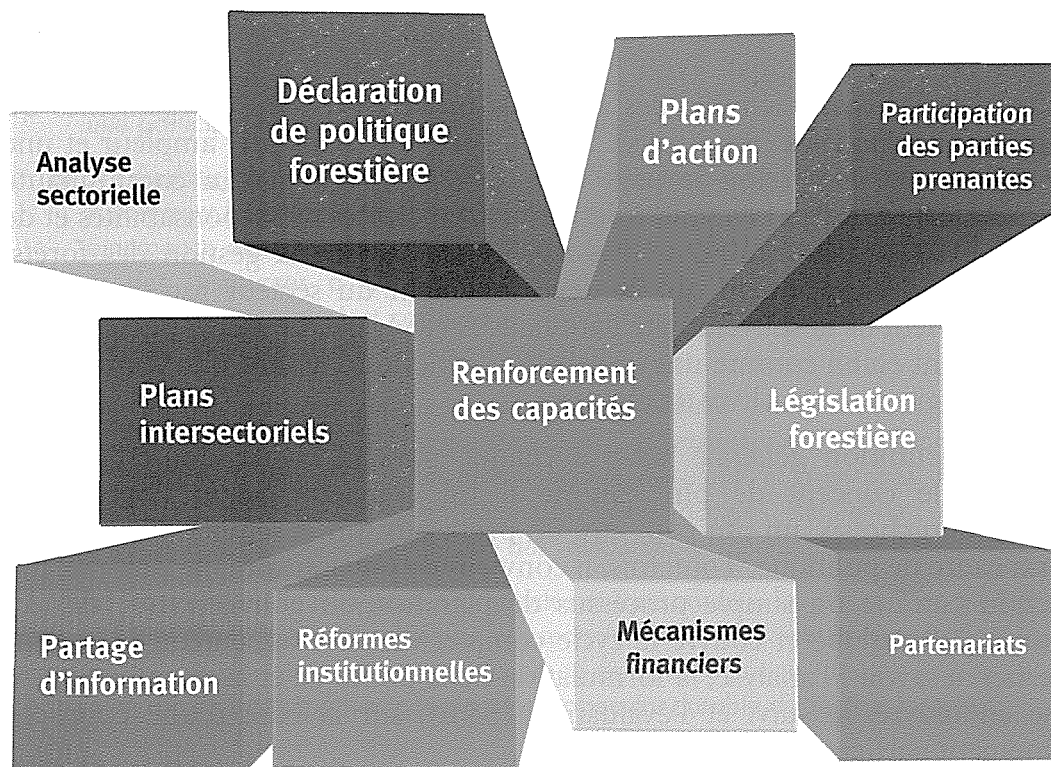 Déclaration
de politique
forestière
Plans
d'action
Participation
des parties
prenantes
Analyse
sectorielle
Plans
intersectoriels
Renforcement
des capacités
Législation
forestière
Partage
d'information
Réformes
institutionnelles
Mécanismes
financiers
Partenariats